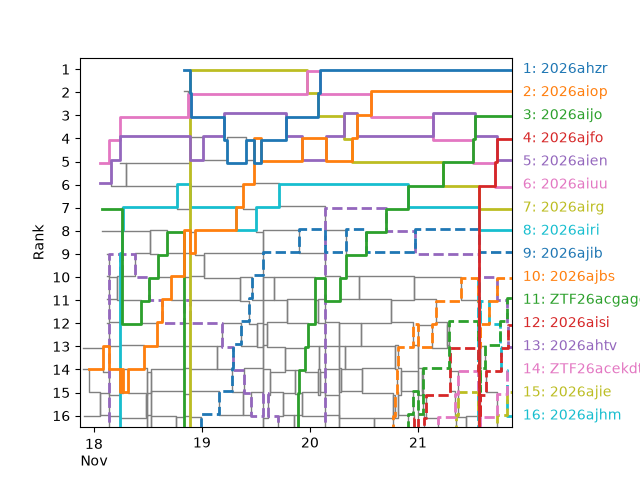 1
2
3
4
5
6
7
8
9
10
11
12
13
14
15
16
Rank
18
19
20
21
Nov
1: 2026ahzr
2: 2026aiop
3: 2026aijo
4: 2026ajfo
5: 2026aien
6: 2026aiuu
7: 2026airg
8: 2026airi
9: 2026ajib
10: 2026ajbs
11: ZTF26acgag
12: 2026aisi
13: 2026ahtv
14: ZTF26acekd
15: 2026ajie
16: 2026ajhm